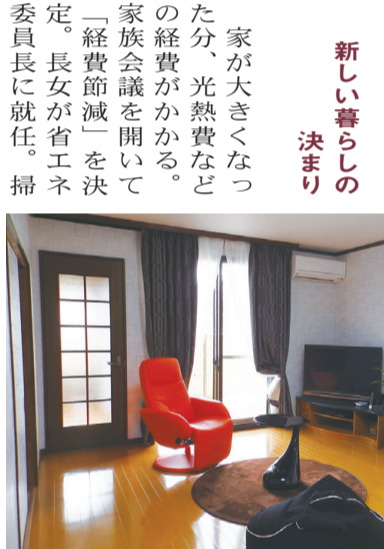 新しい暮らしの
決まり
家が大きくなっ
た分、光熱費など
の経費がかかる。
家族会議を開いて
「経費節減」を決
定。長女が省エネ
委員長に就任。掃